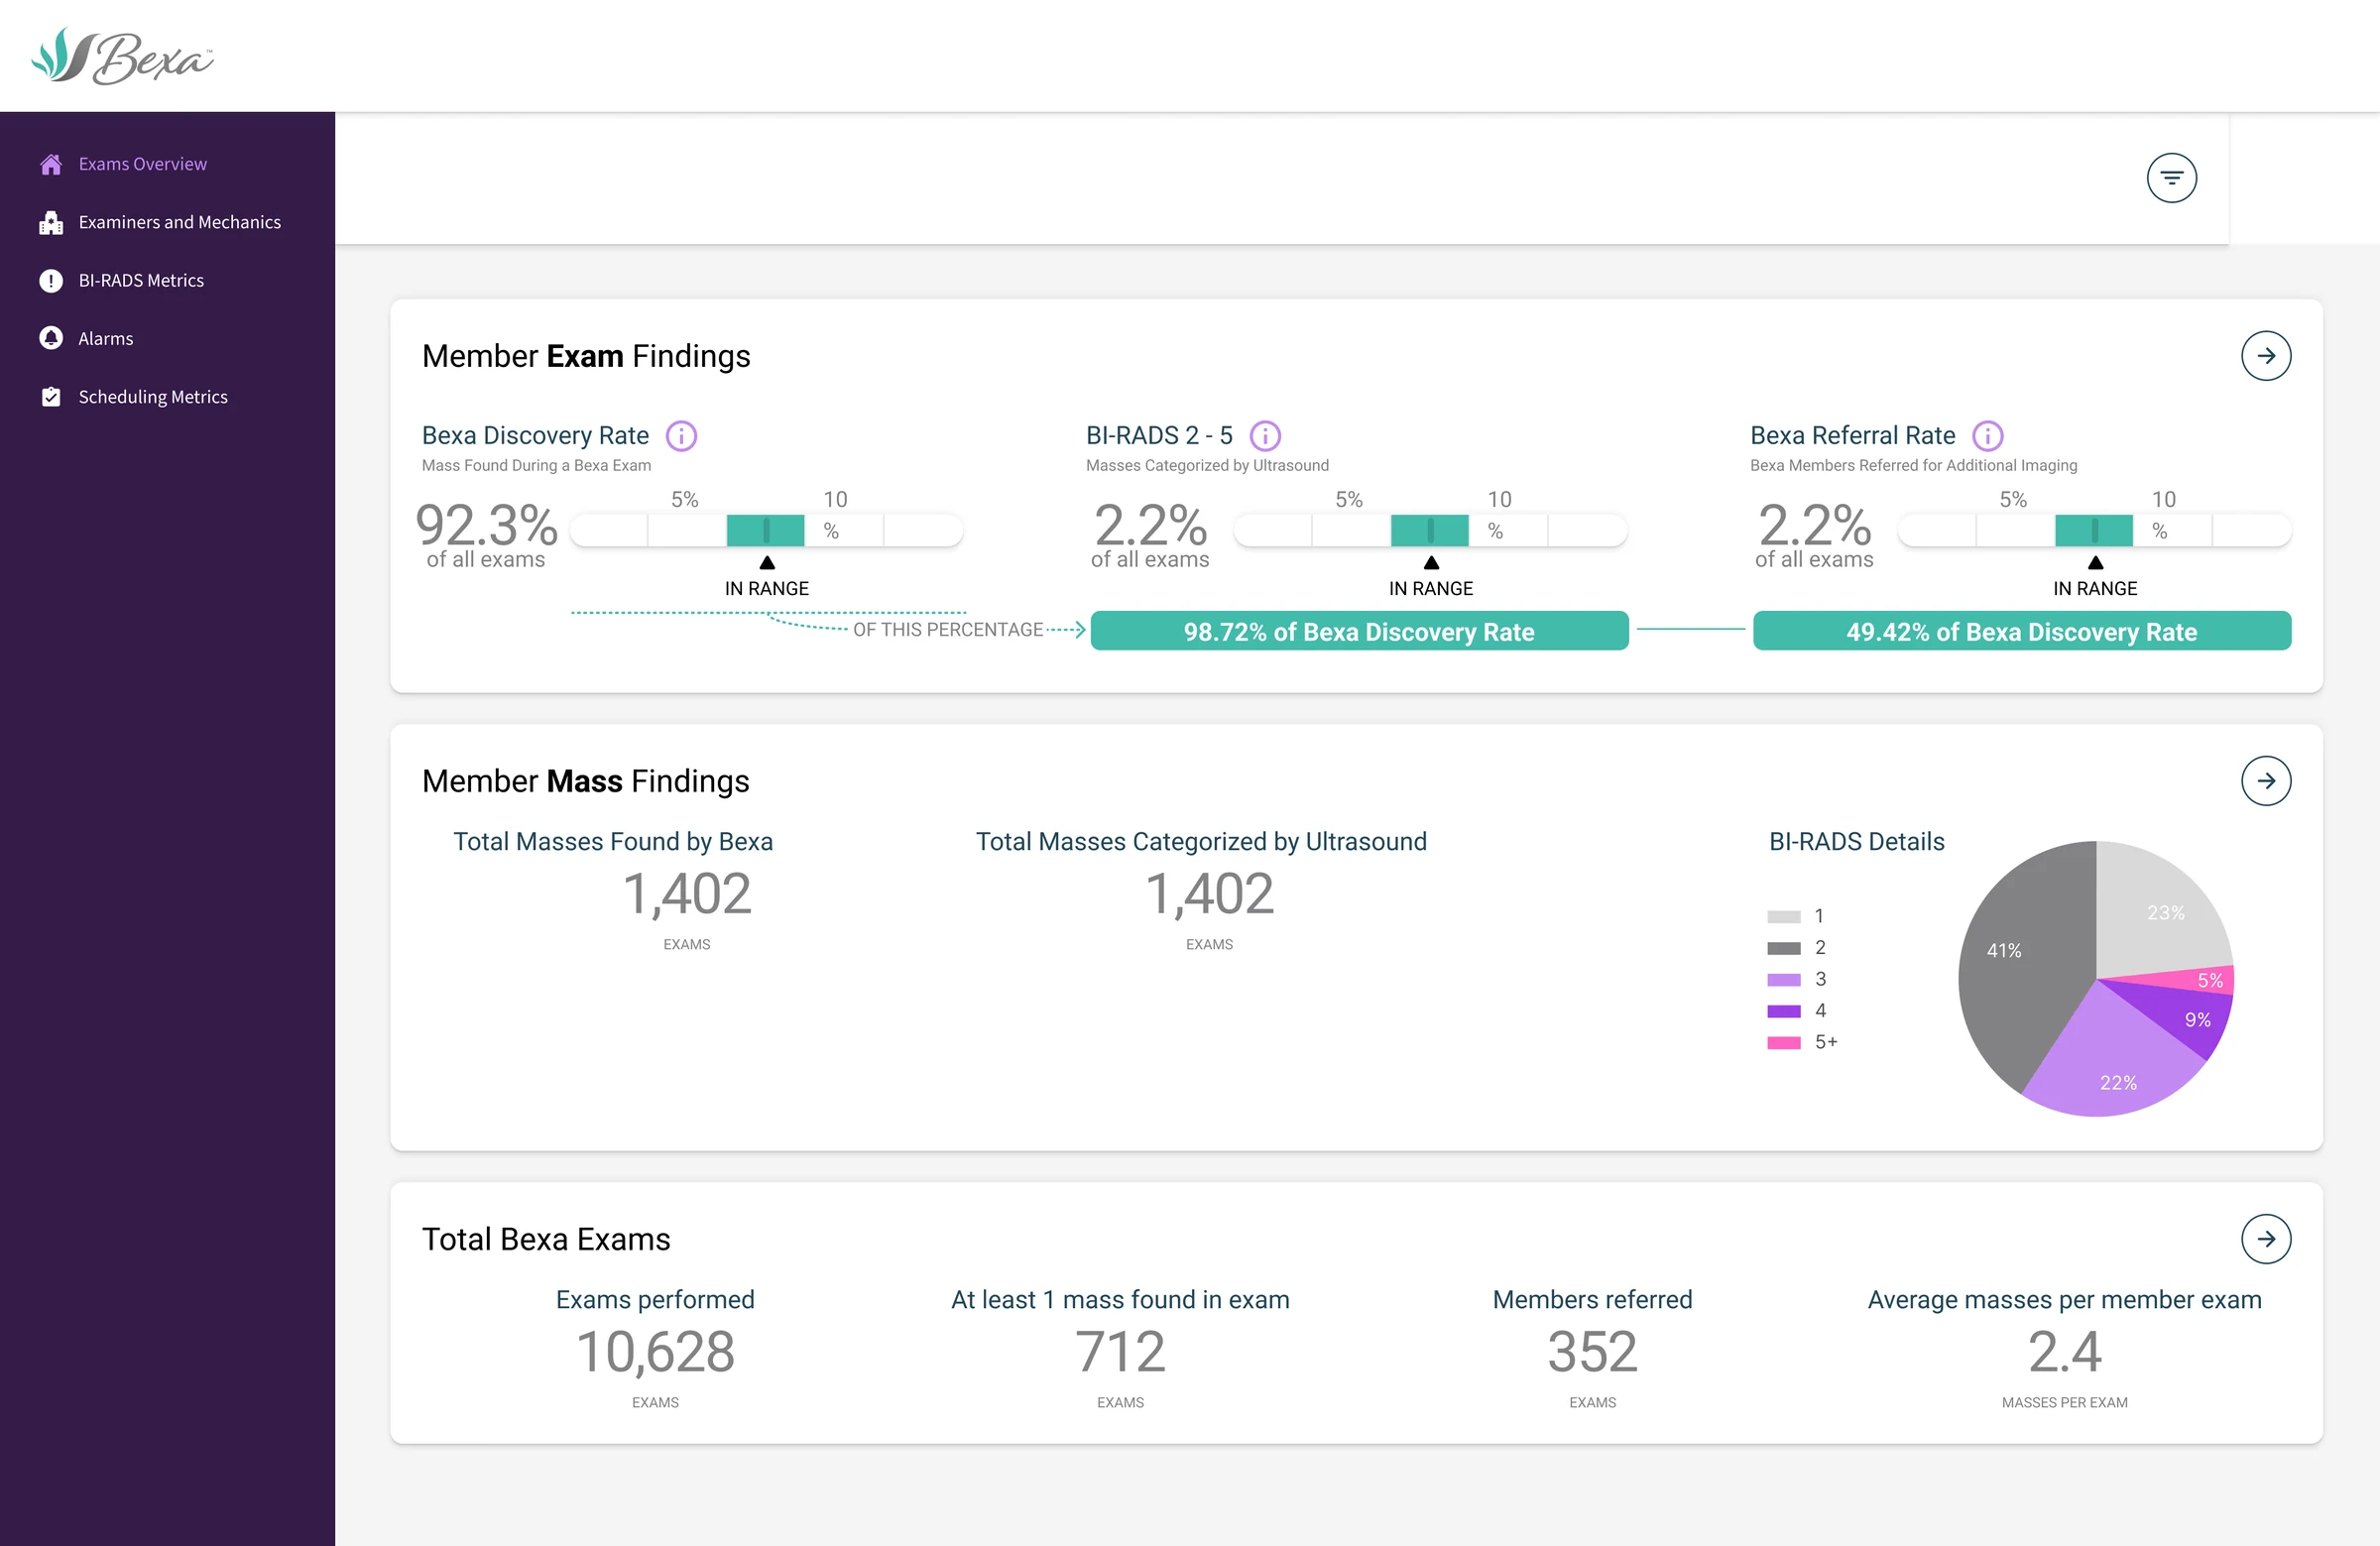 Bexa™
Exams Overview
Examiners and Mechanics
BI-RADS Metrics
Alarms
Scheduling Metrics
Member Exam Findings
Bexa Discovery Rate
Mass Found During a Bexa Exam
92.3%
of all exams
5%
10
%
IN RANGE
OF THIS PERCENTAGE
BI-RADS 2 - 5
Masses Categorized by Ultrasound
2.2%
of all exams
5%
10
%
IN RANGE
98.72% of Bexa Discovery Rate
Bexa Referral Rate
Bexa Members Referred for Additional Imaging
2.2%
of all exams
5%
10
%
IN RANGE
49.42% of Bexa Discovery Rate
Member Mass Findings
Total Masses Found by Bexa
1,402
EXAMS
Total Masses Categorized by Ultrasound
1,402
EXAMS
BI-RADS Details
1
2
3
4
5+
23%
5%
9%
22%
41%
Total Bexa Exams
Exams performed
10,628
EXAMS
At least 1 mass found in exam
712
EXAMS
Members referred
352
EXAMS
Average masses per member exam
2.4
MASSES PER EXAM